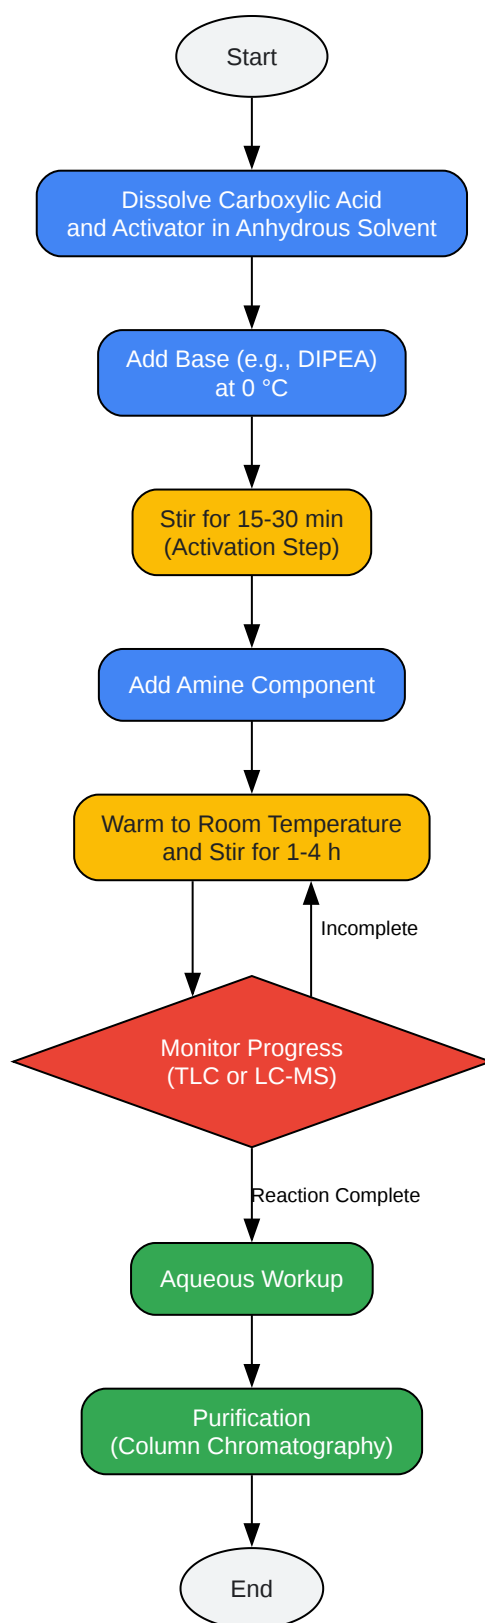 Start
Dissolve Carboxylic Acid
and Activator in Anhydrous Solvent
Add Base (e.g., DIPEA)
at 0 °C
Stir for 15-30 min
(Activation Step)
Add Amine Component
Warm to Room Temperature
and Stir for 1-4 h
Incomplete
Monitor Progress
(TLC or LC-MS)
Reaction Complete
Aqueous Workup
Purification
(Column Chromatography)
End